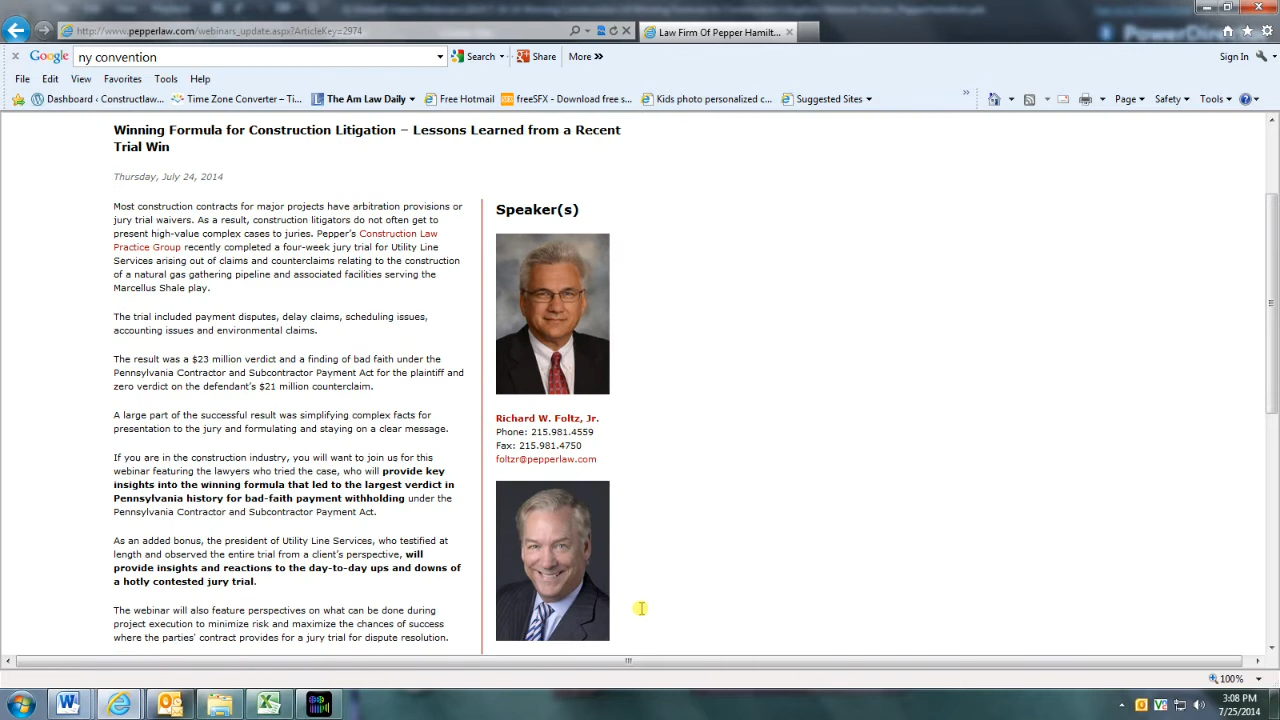 http://www.pepperlaw.com/webinars_update.aspx?ArticleKey=2974
Law Firm Of Pepper Hamilt...
Google
ny convention
Search
Share
More »
Sign In
File Edit View Favorites Tools Help
Dashboard ‹ Constructlaw...
Time Zone Converter – Ti...
The Am Law Daily
Free Hotmail
freeSFX - Download free s...
Kids photo personalized c...
Suggested Sites
Page
Safety
Tools
Winning Formula for Construction Litigation – Lessons Learned from a Recent
Trial Win
Thursday, July 24, 2014
Most construction contracts for major projects have arbitration provisions or
jury trial waivers. As a result, construction litigators do not often get to
present high-value complex cases to juries. Pepper's Construction Law
Practice Group recently completed a four-week jury trial for Utility Line
Services arising out of claims and counterclaims relating to the construction
of a natural gas gathering pipeline and associated facilities serving the
Marcellus Shale play.
The trial included payment disputes, delay claims, scheduling issues,
accounting issues and environmental claims.
The result was a $23 million verdict and a finding of bad faith under the
Pennsylvania Contractor and Subcontractor Payment Act for the plaintiff and
zero verdict on the defendant's $21 million counterclaim.
A large part of the successful result was simplifying complex facts for
presentation to the jury and formulating and staying on a clear message.
If you are in the construction industry, you will want to join us for this
webinar featuring the lawyers who tried the case, who will provide key
insights into the winning formula that led to the largest verdict in
Pennsylvania history for bad-faith payment withholding under the
Pennsylvania Contractor and Subcontractor Payment Act.
As an added bonus, the president of Utility Line Services, who testified at
length and observed the entire trial from a client's perspective, will
provide insights and reactions to the day-to-day ups and downs of
a hotly contested jury trial.
The webinar will also feature perspectives on what can be done during
project execution to minimize risk and maximize the chances of success
where the parties' contract provides for a jury trial for dispute resolution.
Speaker(s)
Richard W. Foltz, Jr.
Phone: 215.981.4559
Fax: 215.981.4750
foltzr@pepperlaw.com
100%
3:08 PM
7/25/2014